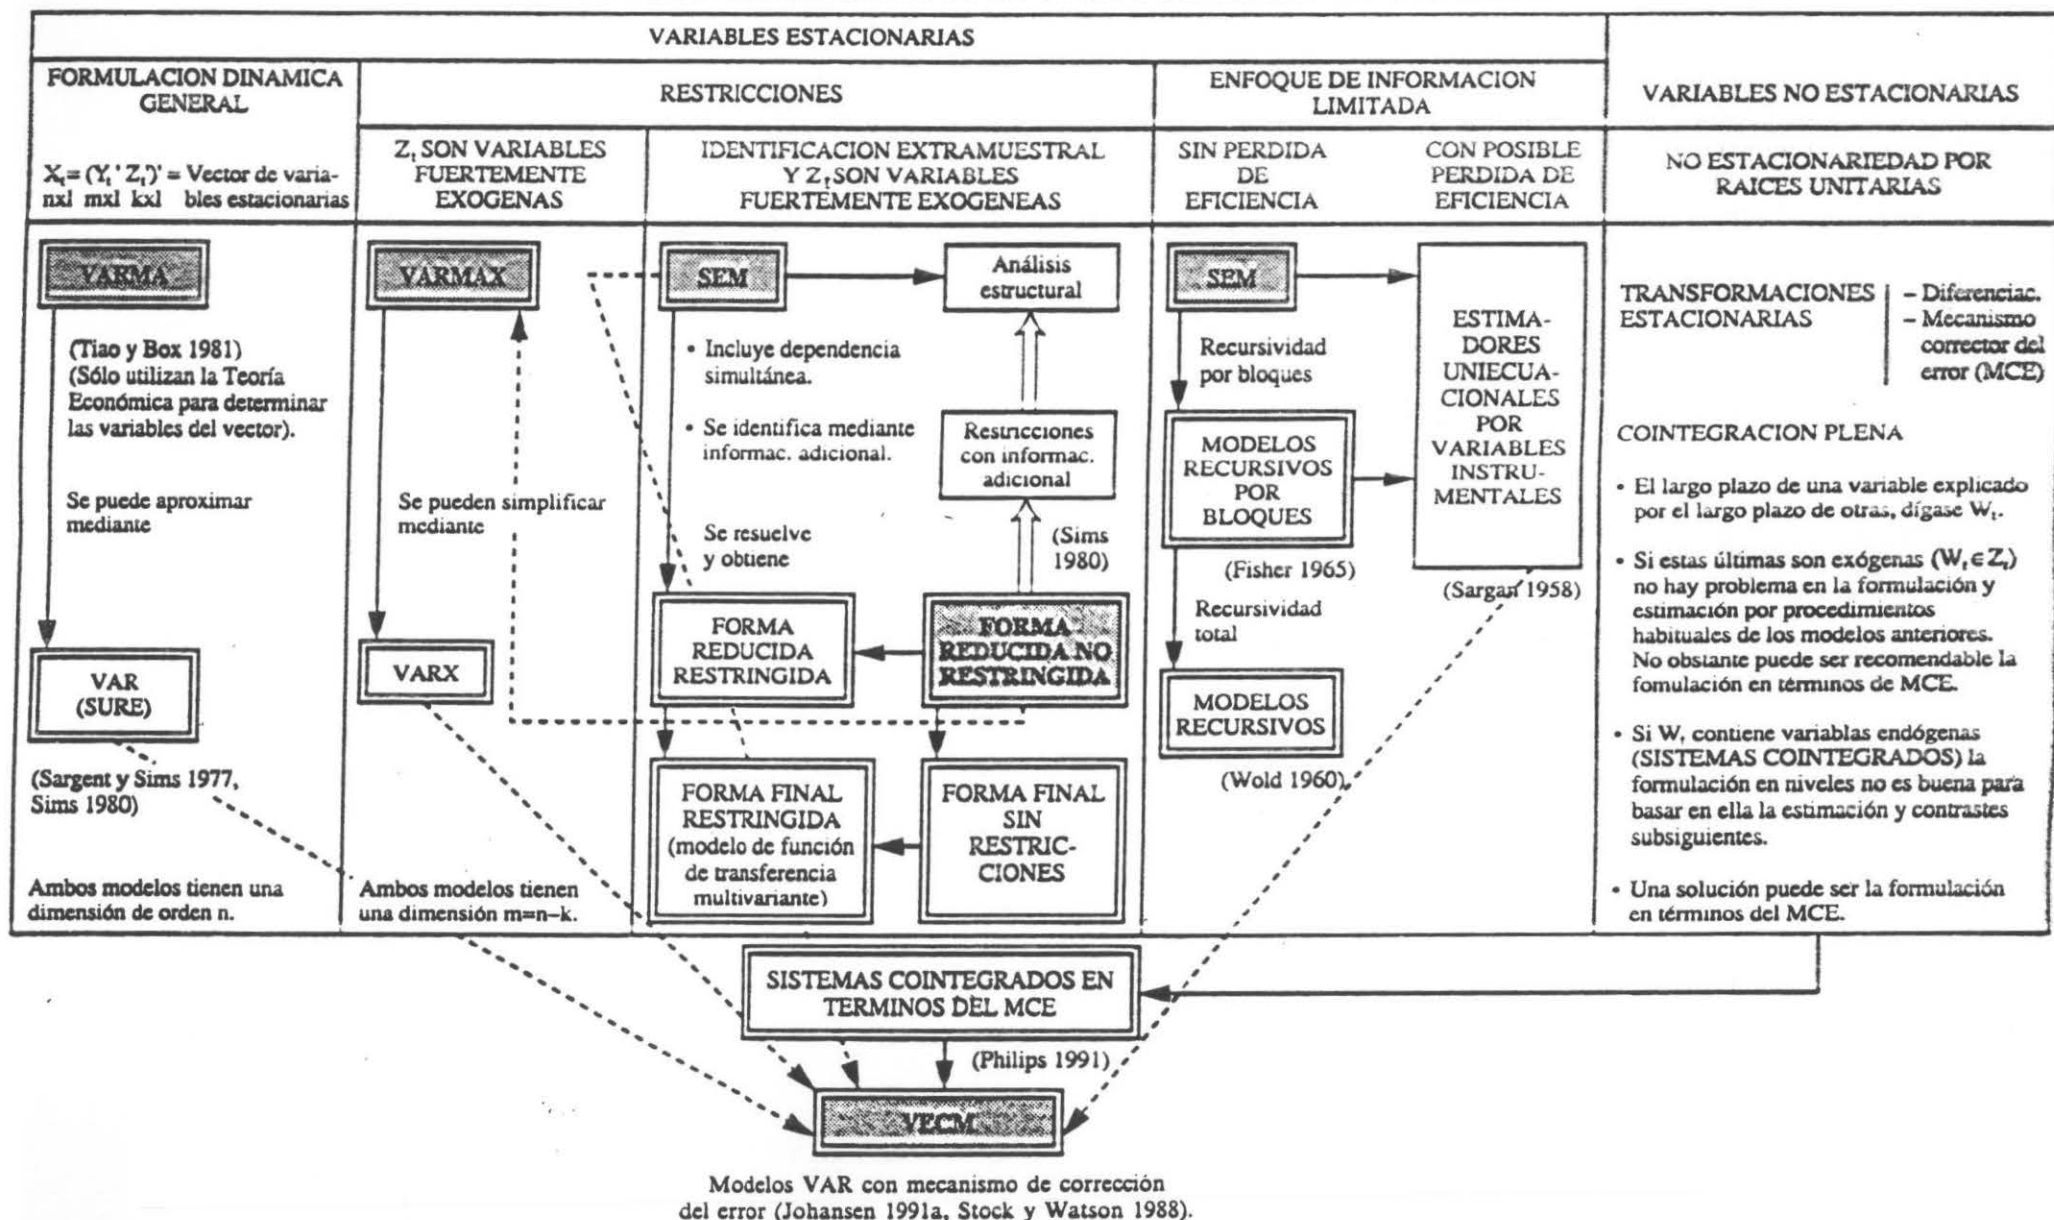 VARIABLES ESTACIONARIAS
FORMULACION DINAMICA
GENERAL
RESTRICCIONES
ENFOQUE DE INFORMACION
LIMITADA
VARIABLES NO ESTACIONARIAS
X_t = (Y_t ' Z_t')' = Vector de varia-
nxl mxl kxl bles estacionarias
Z_t SON VARIABLES
FUERTEMENTE
EXOGENAS
IDENTIFICACION EXTRAMUESTRAL
Y Z_t SON VARIABLES
FUERTEMENTE EXOGENEAS
SIN PERDIDA
DE
EFICIENCIA
CON POSIBLE
PERDIDA DE
EFICIENCIA
NO ESTACIONARIEDAD POR
RAICES UNITARIAS
VARMA
(Tiao y Box 1981)
(Sólo utilizan la Teoría
Económica para determinar
las variables del vector).
Se puede aproximar
mediante
VAR
(SURE)
(Sargent y Sims 1977,
Sims 1980)
Ambos modelos tienen una
dimensión de orden n.
VARMAX
Se pueden simplificar
mediante
VARX
Ambos modelos tienen
una dimensión m=n–k.
SEM
• Incluye dependencia
simultánea.
• Se identifica mediante
informac. adicional.
Se resuelve
y obtiene
FORMA
REDUCIDA
RESTRINGIDA
FORMA FINAL
RESTRINGIDA
(modelo de función
de transferencia
multivariante)
Análisis
estructural
Restricciones
con informac.
adicional
(Sims
1980)
FORMA
REDUCIDA NO
RESTRINGIDA
FORMA FINAL
SIN
RESTRIC-
CIONES
SEM
Recursividad
por bloques
MODELOS
RECURSIVOS
POR
BLOQUES
(Fisher 1965)
Recursividad
total
MODELOS
RECURSIVOS
(Wold 1960)
ESTIMA-
DORES
UNIECUA-
CIONALES
POR
VARIABLES
INSTRU-
MENTALES
(Sargan 1958)
TRANSFORMACIONES
ESTACIONARIAS
– Diferenciac.
– Mecanismo
corrector del
error (MCE)
COINTEGRACION PLENA
• El largo plazo de una variable explicado
por el largo plazo de otras, dígase W_t.
• Si estas últimas son exógenas (W_t ∈ Z_t)
no hay problema en la formulación y
estimación por procedimientos
habituales de los modelos anteriores.
No obstante puede ser recomendable la
fomulación en términos de MCE.
• Si W_t contiene variablas endógenas
(SISTEMAS COINTEGRADOS) la
formulación en niveles no es buena para
basar en ella la estimación y contrastes
subsiguientes.
• Una solución puede ser la formulación
en términos del MCE.
SISTEMAS COINTEGRADOS EN
TERMINOS DEL MCE
(Philips 1991)
VECM
Modelos VAR con mecanismo de corrección
del error (Johansen 1991a, Stock y Watson 1988).